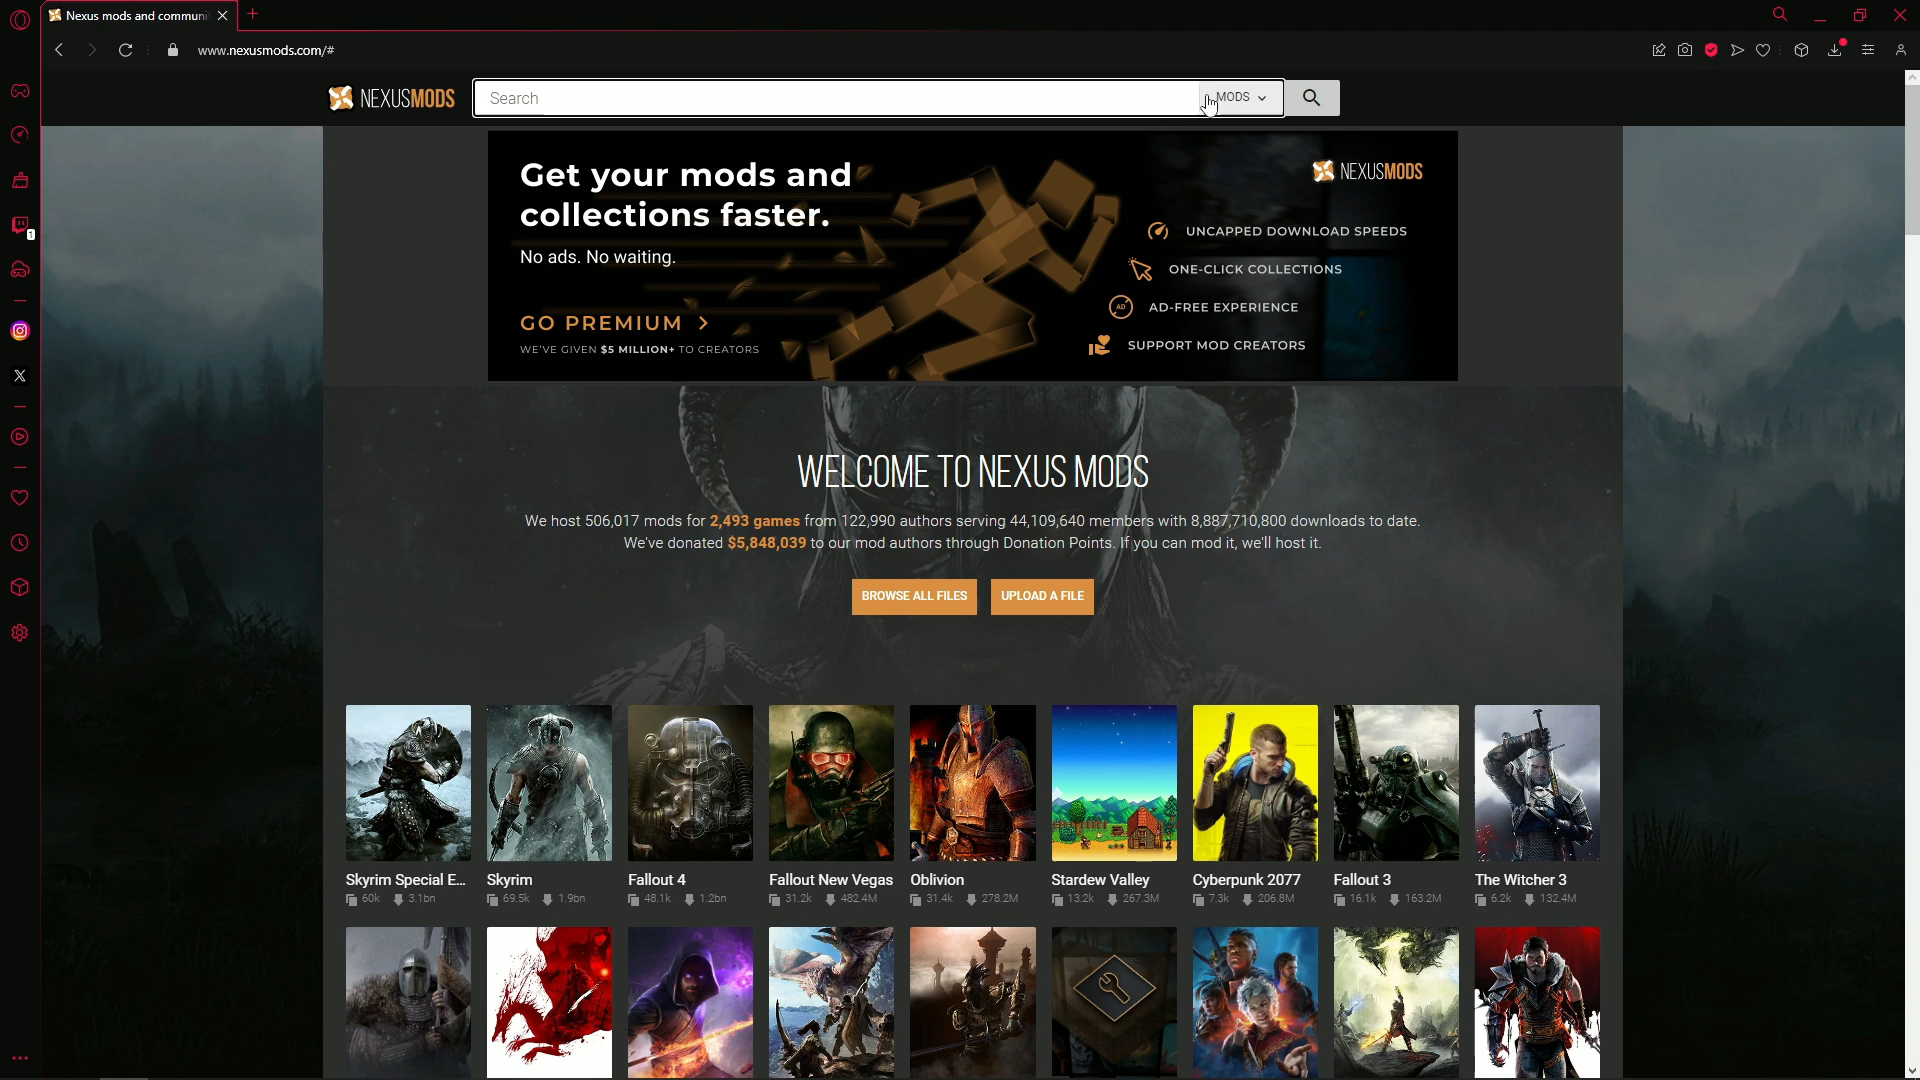 Nexus mods and communi
www.nexusmods.com/#
NEXUSMODS
Search
MODS
1
Get your mods and
collections faster.
No ads. No waiting.
GO PREMIUM >
WE'VE GIVEN $5 MILLION+ TO CREATORS
NEXUSMODS
UNCAPPED DOWNLOAD SPEEDS
ONE-CLICK COLLECTIONS
AD
AD-FREE EXPERIENCE
SUPPORT MOD CREATORS
WELCOME TO NEXUS MODS
We host 506,017 mods for 2,493 games from 122,990 authors serving 44,109,640 members with 8,887,710,800 downloads to date.
We've donated $5,848,039 to our mod authors through Donation Points. If you can mod it, we'll host it.
BROWSE ALL FILES
UPLOAD A FILE
Skyrim Special E...
60k 3.1bn
Skyrim
69.5k 1.9bn
Fallout 4
48.1k 1.2bn
Fallout New Vegas
31.2k 482.4M
Oblivion
31.4k 278.2M
Stardew Valley
13.2k 267.3M
Cyberpunk 2077
7.3k 206.8M
Fallout 3
16.1k 163.2M
The Witcher 3
6.2k 132.4M